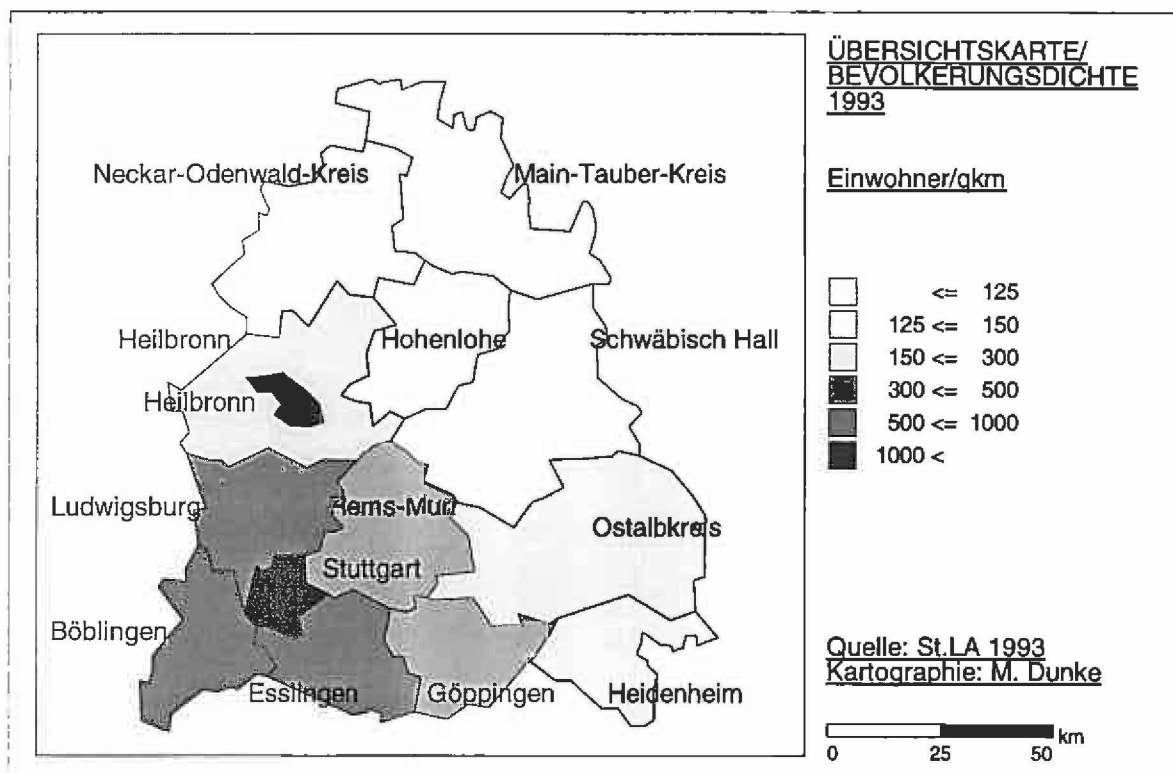 ÜBERSICHTSKARTE/
BEVOLKERUNGSDICHTE
1993
Einwohner/qkm
<= 125
125 <= 150
150 <= 300
300 <= 500
500 <= 1000
1000 <
Quelle: St.LA 1993
Kartographie: M. Dunke
km
0 25 50
Neckar-Odenwald-Kreis
Main-Tauber-Kreis
Heilbronn
Hohenlohe
Schwäbisch Hall
Heilbronn
Ludwigsburg
Rems-Murr
Ostalbkreis
Stuttgart
Böblingen
Esslingen
Göppingen
Heidenheim